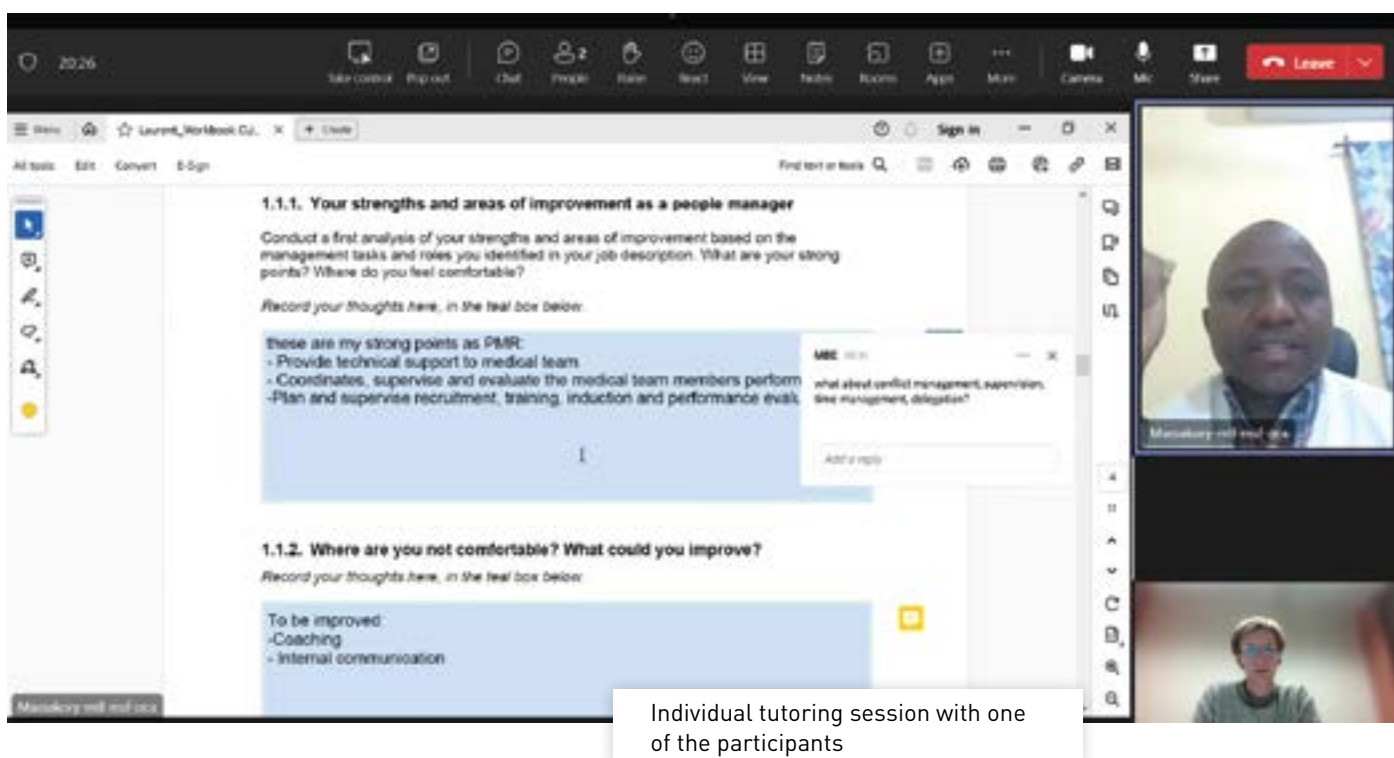 20:26
Take control Pop out Chat People 2 Raise React View Notes Rooms Apps More Camera Mic Share Leave
Menu Laurent_Workbook + Create Sign in
All tools Edit Convert E-Sign Find text or tools
1.1.1. Your strengths and areas of improvement as a people manager
Conduct a first analysis of your strengths and areas of improvement based on the
management tasks and roles you identified in your job description. What are your strong
points? Where do you feel comfortable?
Record your thoughts here, in the teal box below.
these are my strong points as PMR:
- Provide technical support to medical team
- Coordinates, supervise and evaluate the medical team members perform
-Plan and supervise recruitment, training, induction and performance evalu
MBE
what about conflict management, supervision,
time management, delegation?
Add a reply
4
11
1.1.2. Where are you not comfortable? What could you improve?
Record your thoughts here, in the teal box below.
To be improved:
-Coaching
- Internal communication
Individual tutoring session with one
of the participants